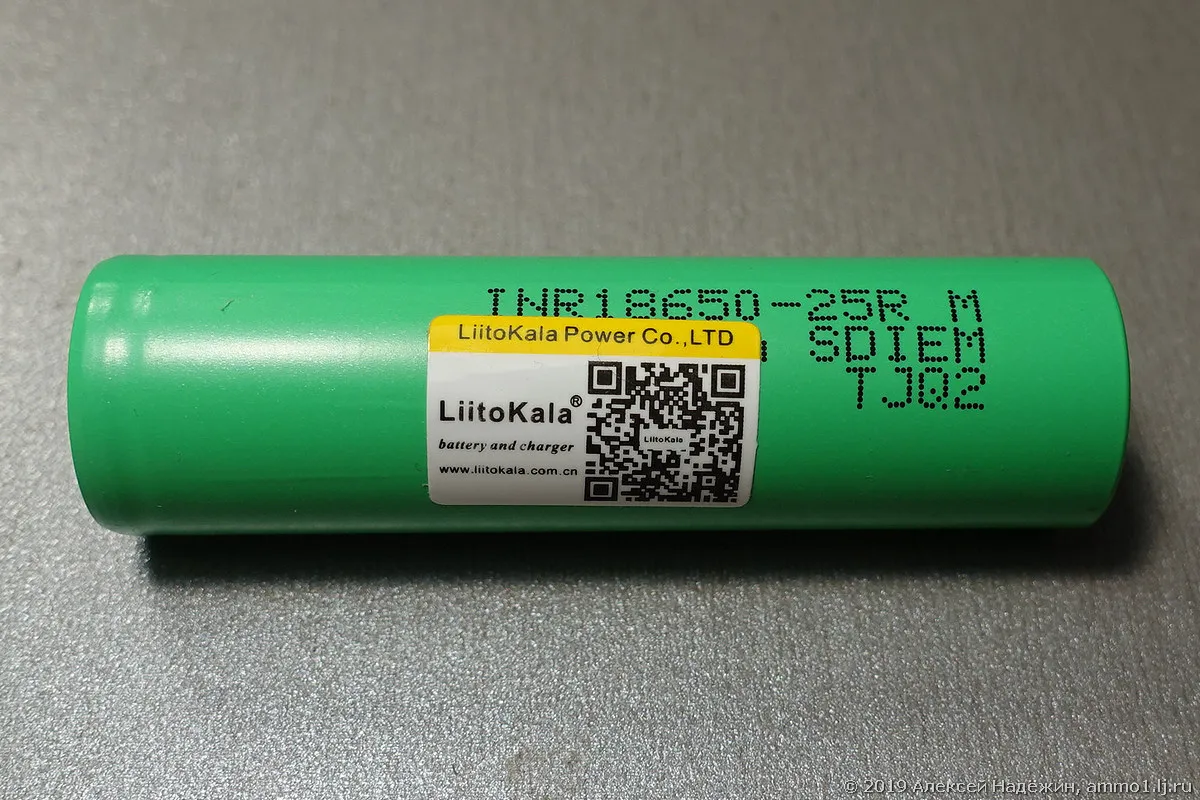 INR18650-25R M
SDIEM
TJQ2
LiitoKala Power Co.,LTD
LiitoKala®
battery and charger
www.liitokala.com.cn
LiitoKala
© 2019 Алексей Надёжин, ammo1.lj.ru